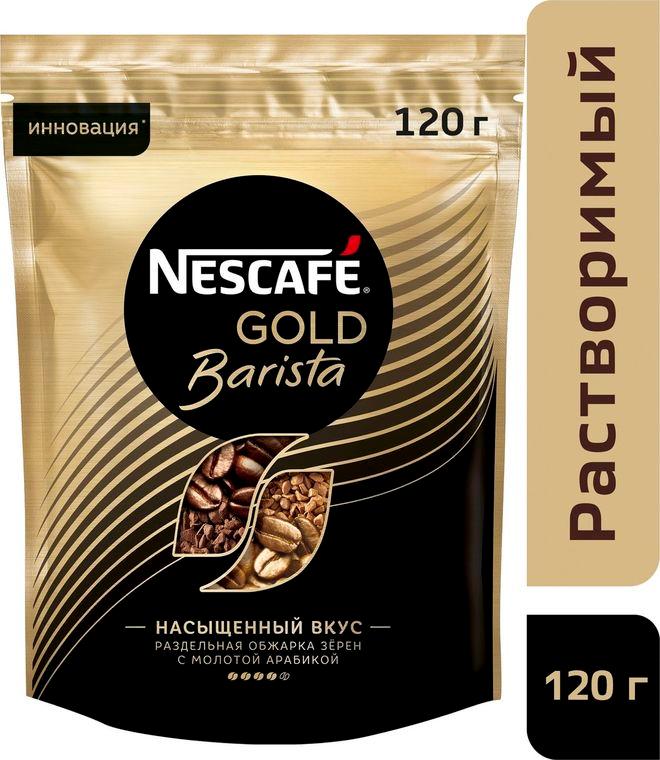 ИННОВАЦИЯ*
120 г
NESCAFÉ®
GOLD
Barista
НАСЫЩЕННЫЙ ВКУС
РАЗДЕЛЬНАЯ ОБЖАРКА ЗЁРЕН
С МОЛОТОЙ АРАБИКОЙ
Растворимый
120 г